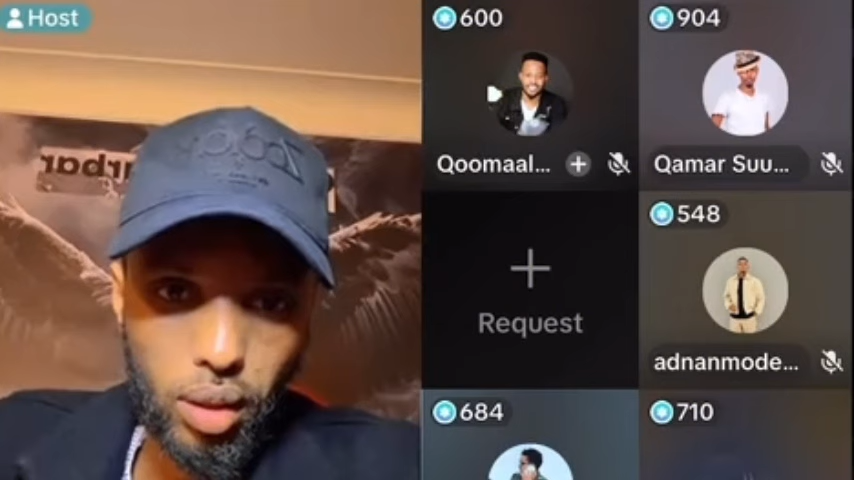 Host
600
904
Qoomaal...
Qamar Suu...
548
Request
adnanmode...
684
710